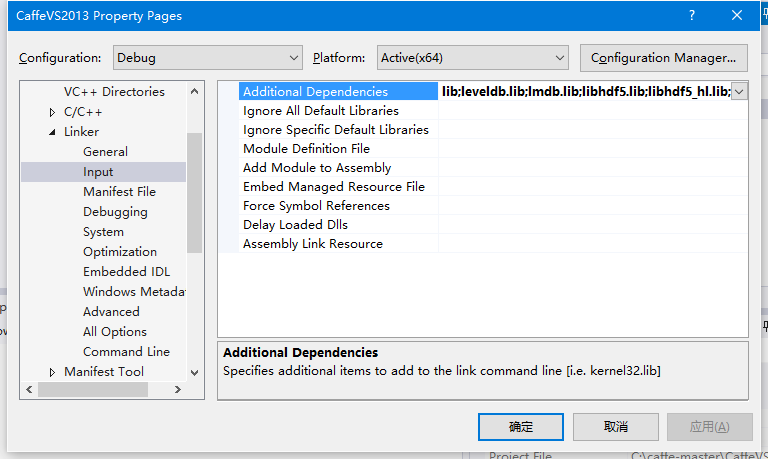 CaffeVS2013 Property Pages
Configuration: Debug Platform: Active(x64) Configuration Manager...
VC++ Directories
C/C++
Linker
General
Input
Manifest File
Debugging
System
Optimization
Embedded IDL
Windows Metada
Advanced
All Options
Command Line
Manifest Tool
Additional Dependencies lib;leveldb.lib;lmdb.lib;libhdf5.lib;libhdf5_hl.lib;
Ignore All Default Libraries
Ignore Specific Default Libraries
Module Definition File
Add Module to Assembly
Embed Managed Resource File
Force Symbol References
Delay Loaded Dlls
Assembly Link Resource
Additional Dependencies
Specifies additional items to add to the link command line [i.e. kernel32.lib]
确定 取消 应用(A)
Project File C:\caffe-master\CaffeVS